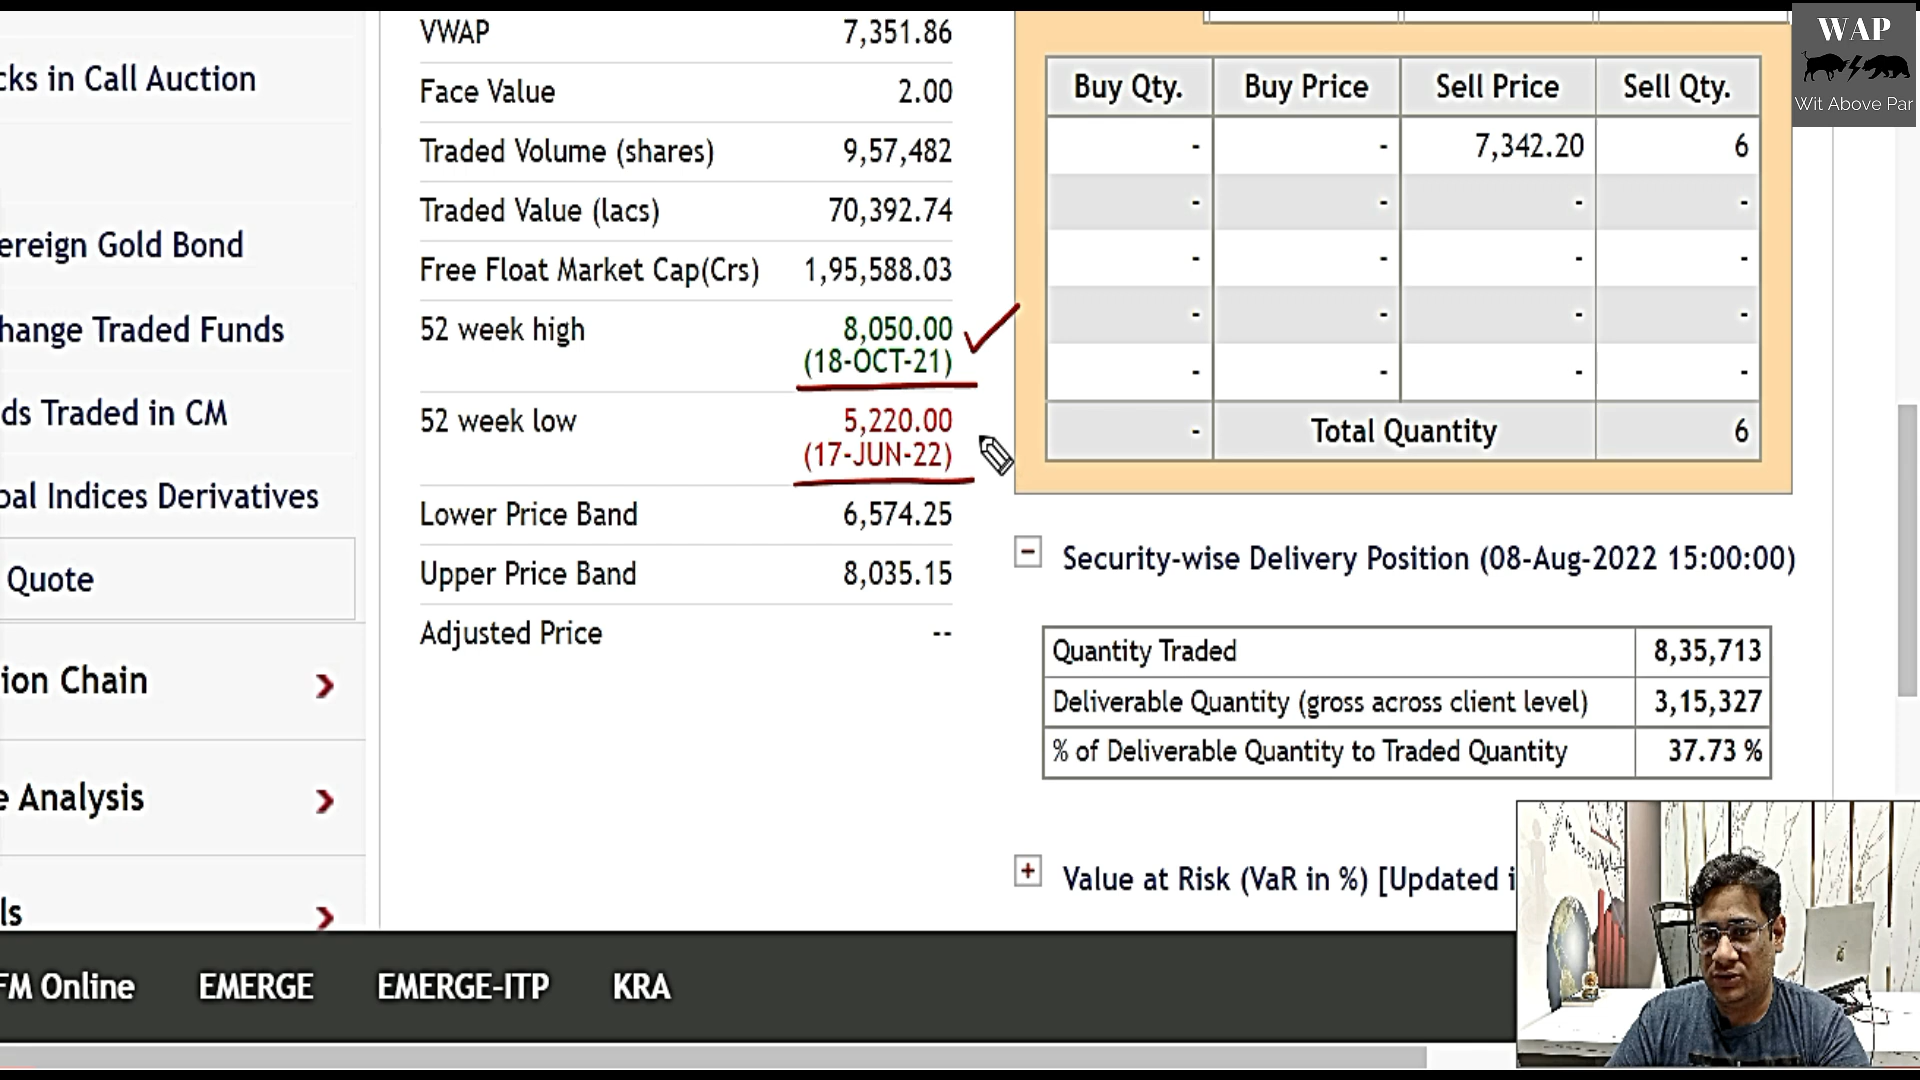 cks in Call Auction
ereign Gold Bond
hange Traded Funds
ds Traded in CM
bal Indices Derivatives
Quote
ion Chain
e Analysis
ls
VWAP 7,351.86
Face Value 2.00
Traded Volume (shares) 9,57,482
Traded Value (lacs) 70,392.74
Free Float Market Cap(Crs) 1,95,588.03
52 week high 8,050.00
(18-OCT-21)
52 week low 5,220.00
(17-JUN-22)
Lower Price Band 6,574.25
Upper Price Band 8,035.15
Adjusted Price --
Buy Qty. Buy Price Sell Price Sell Qty.
- - 7,342.20 6
- - - -
- - - -
- - - -
- - - -
- Total Quantity 6
Security-wise Delivery Position (08-Aug-2022 15:00:00)
Quantity Traded 8,35,713
Deliverable Quantity (gross across client level) 3,15,327
% of Deliverable Quantity to Traded Quantity 37.73 %
Value at Risk (VaR in %) [Updated i
WAP
Wit Above Par
FM Online EMERGE EMERGE-ITP KRA